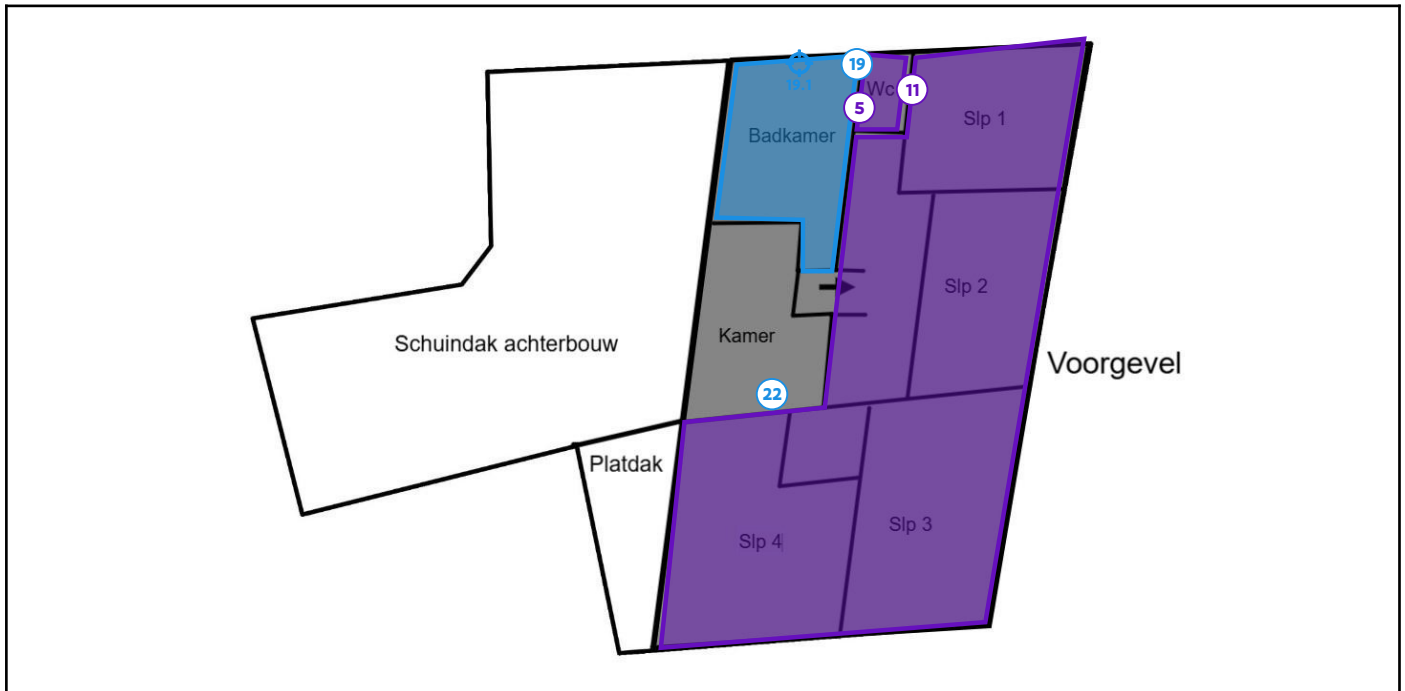 19
19.1
Wc
11
5
Slp 1
Badkamer
Slp 2
Kamer
Schuindak achterbouw
Voorgevel
22
Platdak
Slp 3
Slp 4